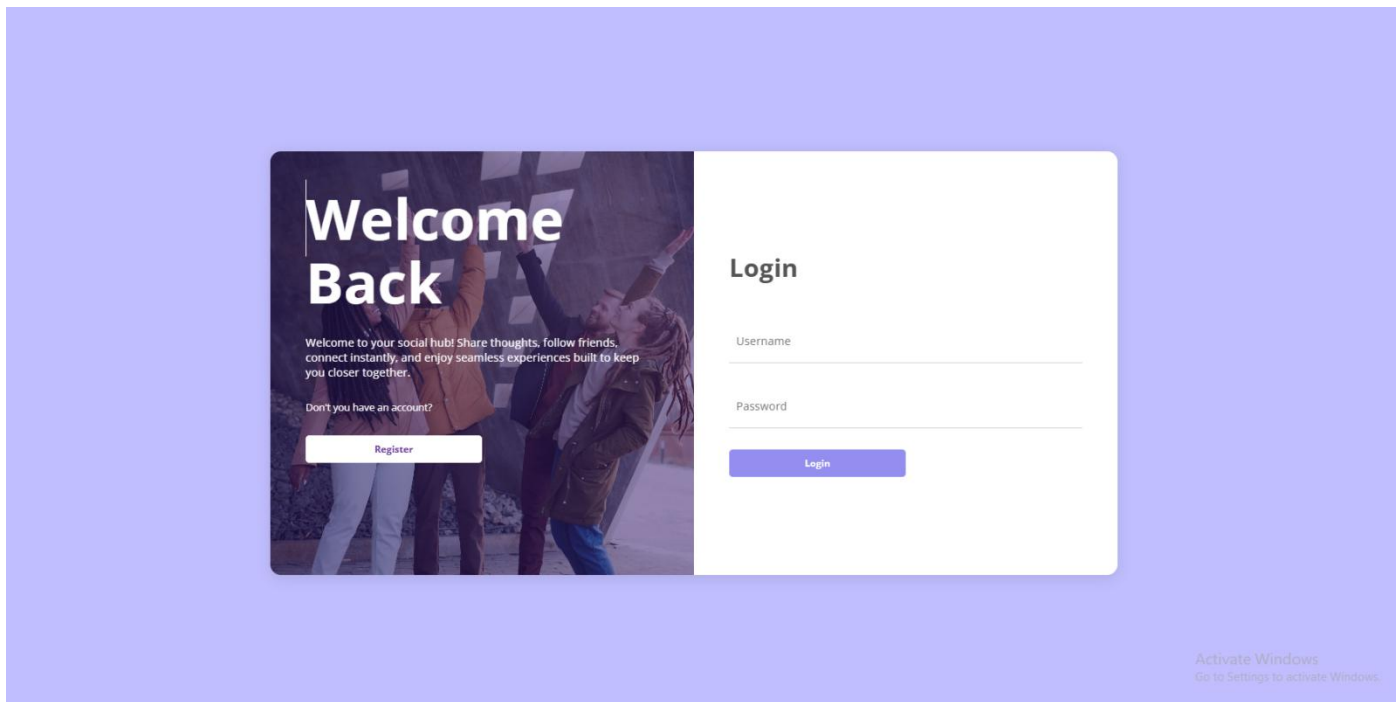 Welcome
Back
Welcome to your social hub! Share thoughts, follow friends,
connect instantly, and enjoy seamless experiences built to keep
you closer together.
Don't you have an account?
Register
Login
Username
Password
Login
Activate Windows
Go to Settings to activate Windows.